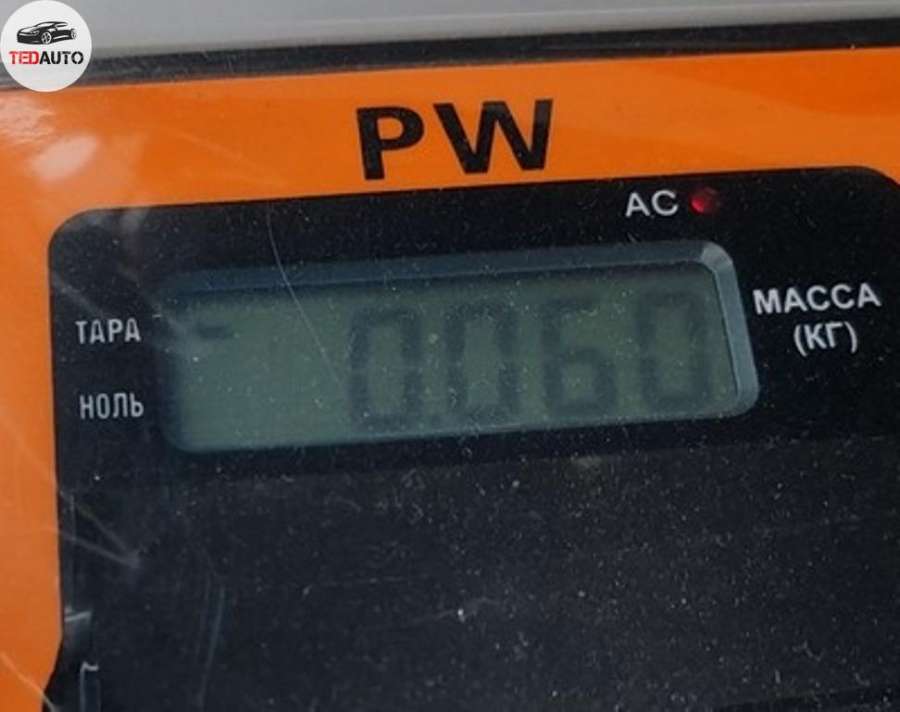 TEDAUTO
PW
AC
ТАРА
0.060
МАССА
(КГ)
НОЛЬ